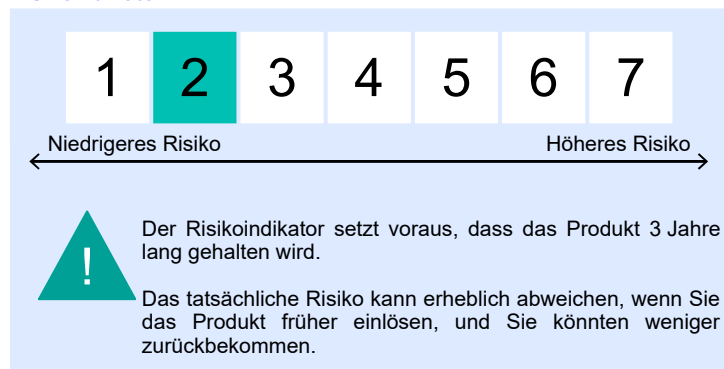 1 2 3 4 5 6 7
Niedrigeres Risiko Höheres Risiko
!
Der Risikoindikator setzt voraus, dass das Produkt 3 Jahre
lang gehalten wird.
Das tatsächliche Risiko kann erheblich abweichen, wenn Sie
das Produkt früher einlösen, und Sie könnten weniger
zurückbekommen.